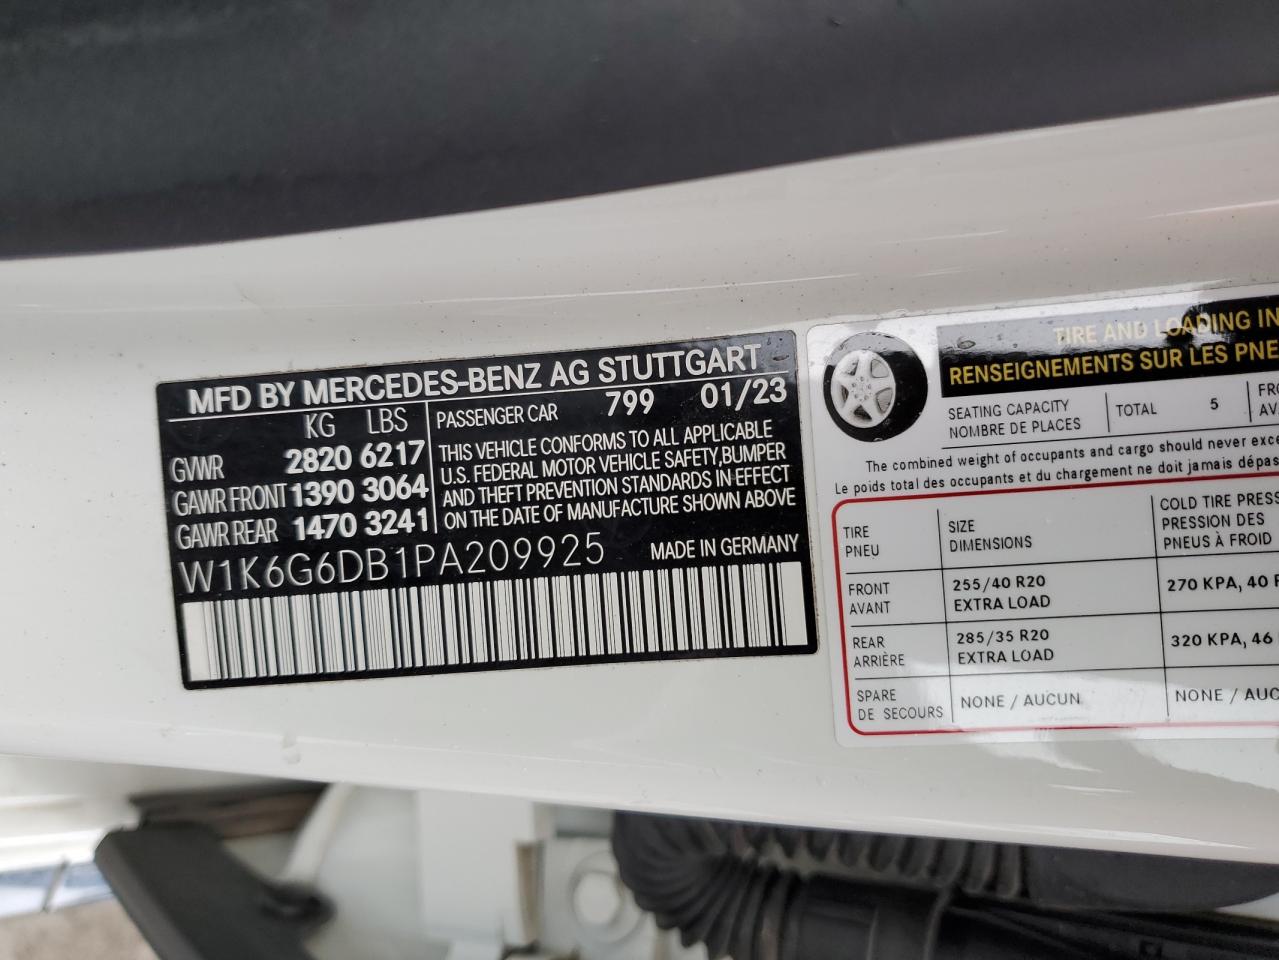 MFD BY MERCEDES-BENZ AG STUTTGART
KG LBS
GVWR 2820 6217
GAWR FRONT 1390 3064
GAWR REAR 1470 3241
PASSENGER CAR 799 01/23
THIS VEHICLE CONFORMS TO ALL APPLICABLE
U.S. FEDERAL MOTOR VEHICLE SAFETY,BUMPER
AND THEFT PREVENTION STANDARDS IN EFFECT
ON THE DATE OF MANUFACTURE SHOWN ABOVE
W1K6G6DB1PA209925 MADE IN GERMANY
TIRE AND LOADING IN
RENSEIGNEMENTS SUR LES PNE
SEATING CAPACITY
NOMBRE DE PLACES
TOTAL 5
FRO
AV
The combined weight of occupants and cargo should never exce
Le poids total des occupants et du chargement ne doit jamais dépas
TIRE
PNEU
SIZE
DIMENSIONS
COLD TIRE PRESS
PRESSION DES
PNEUS À FROID
FRONT
AVANT
255/40 R20
EXTRA LOAD
270 KPA, 40 P
REAR
ARRIÈRE
285/35 R20
EXTRA LOAD
320 KPA, 46
SPARE
DE SECOURS
NONE / AUCUN
NONE / AUC